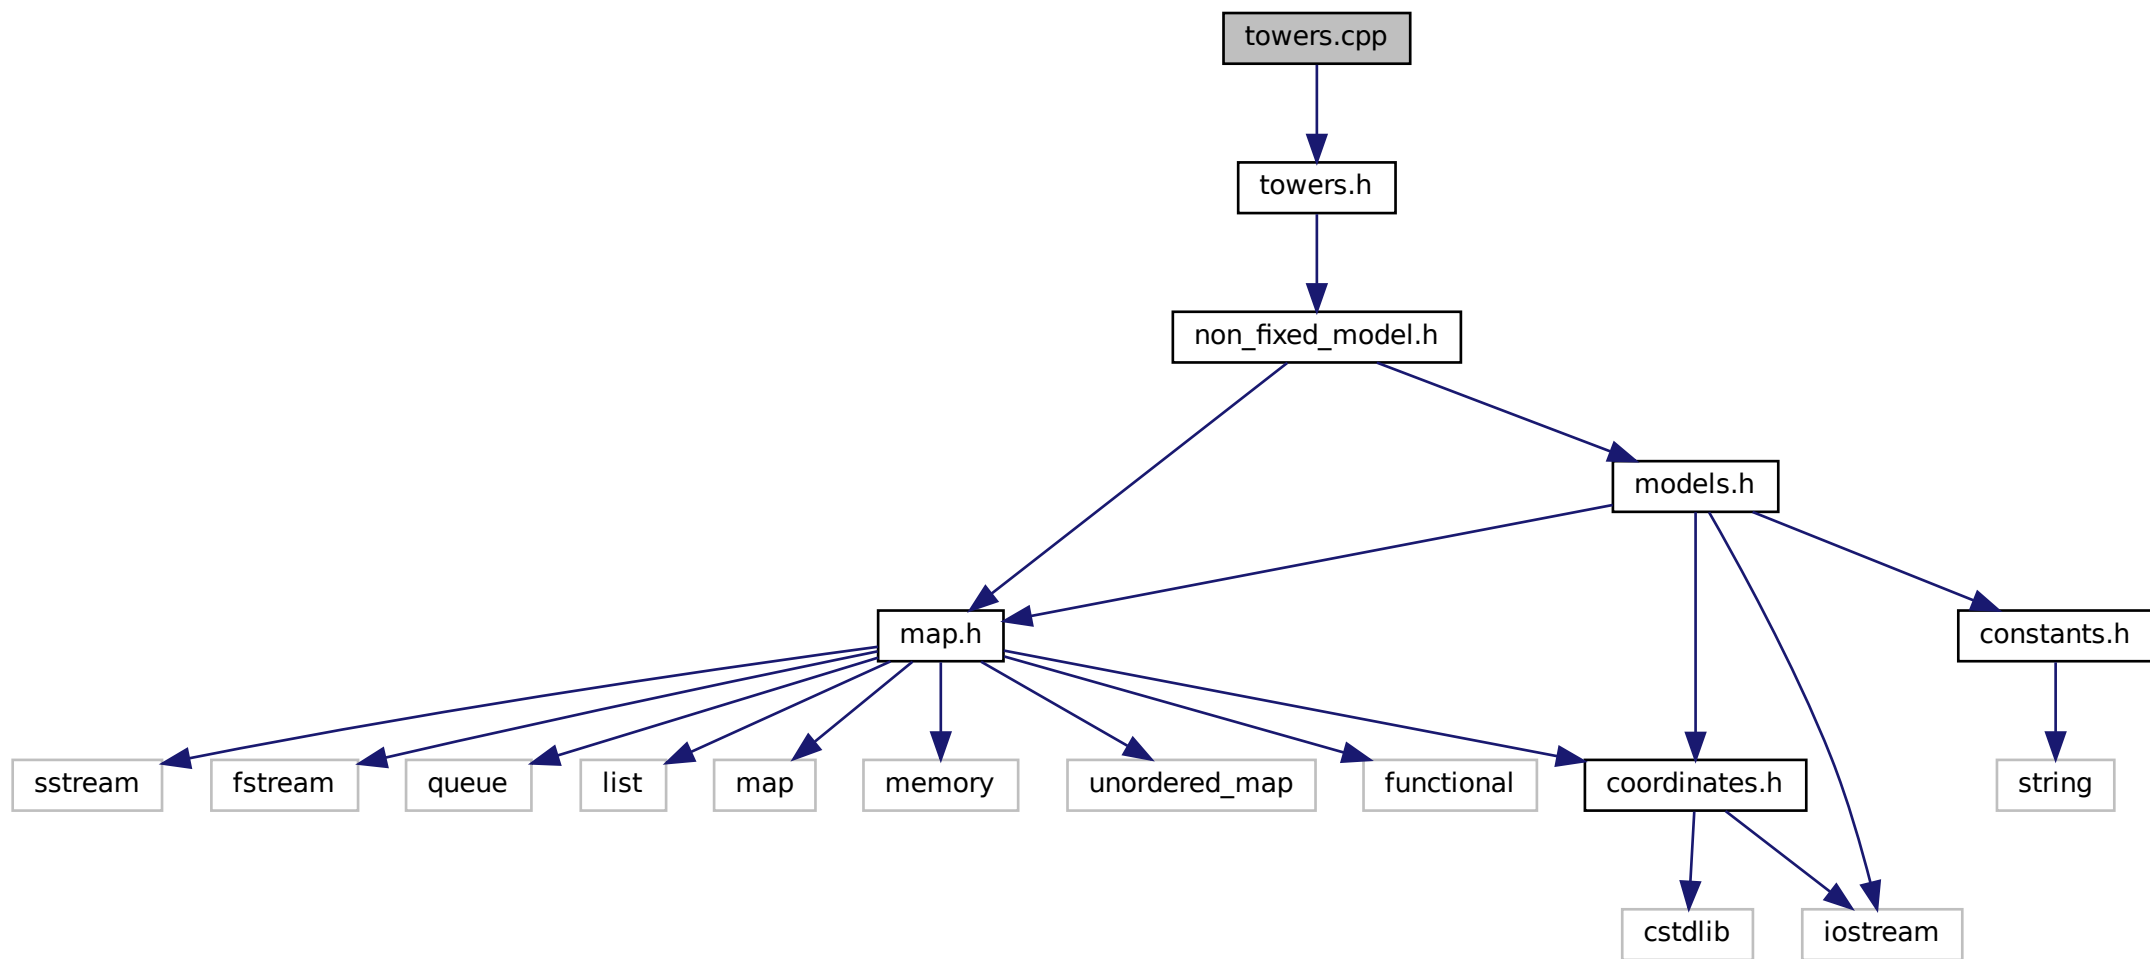 towers.cpp
towers.h
non_fixed_model.h
models.h
map.h
constants.h
sstream
fstream
queue
list
map
memory
unordered_map
functional
coordinates.h
string
cstdlib
iostream